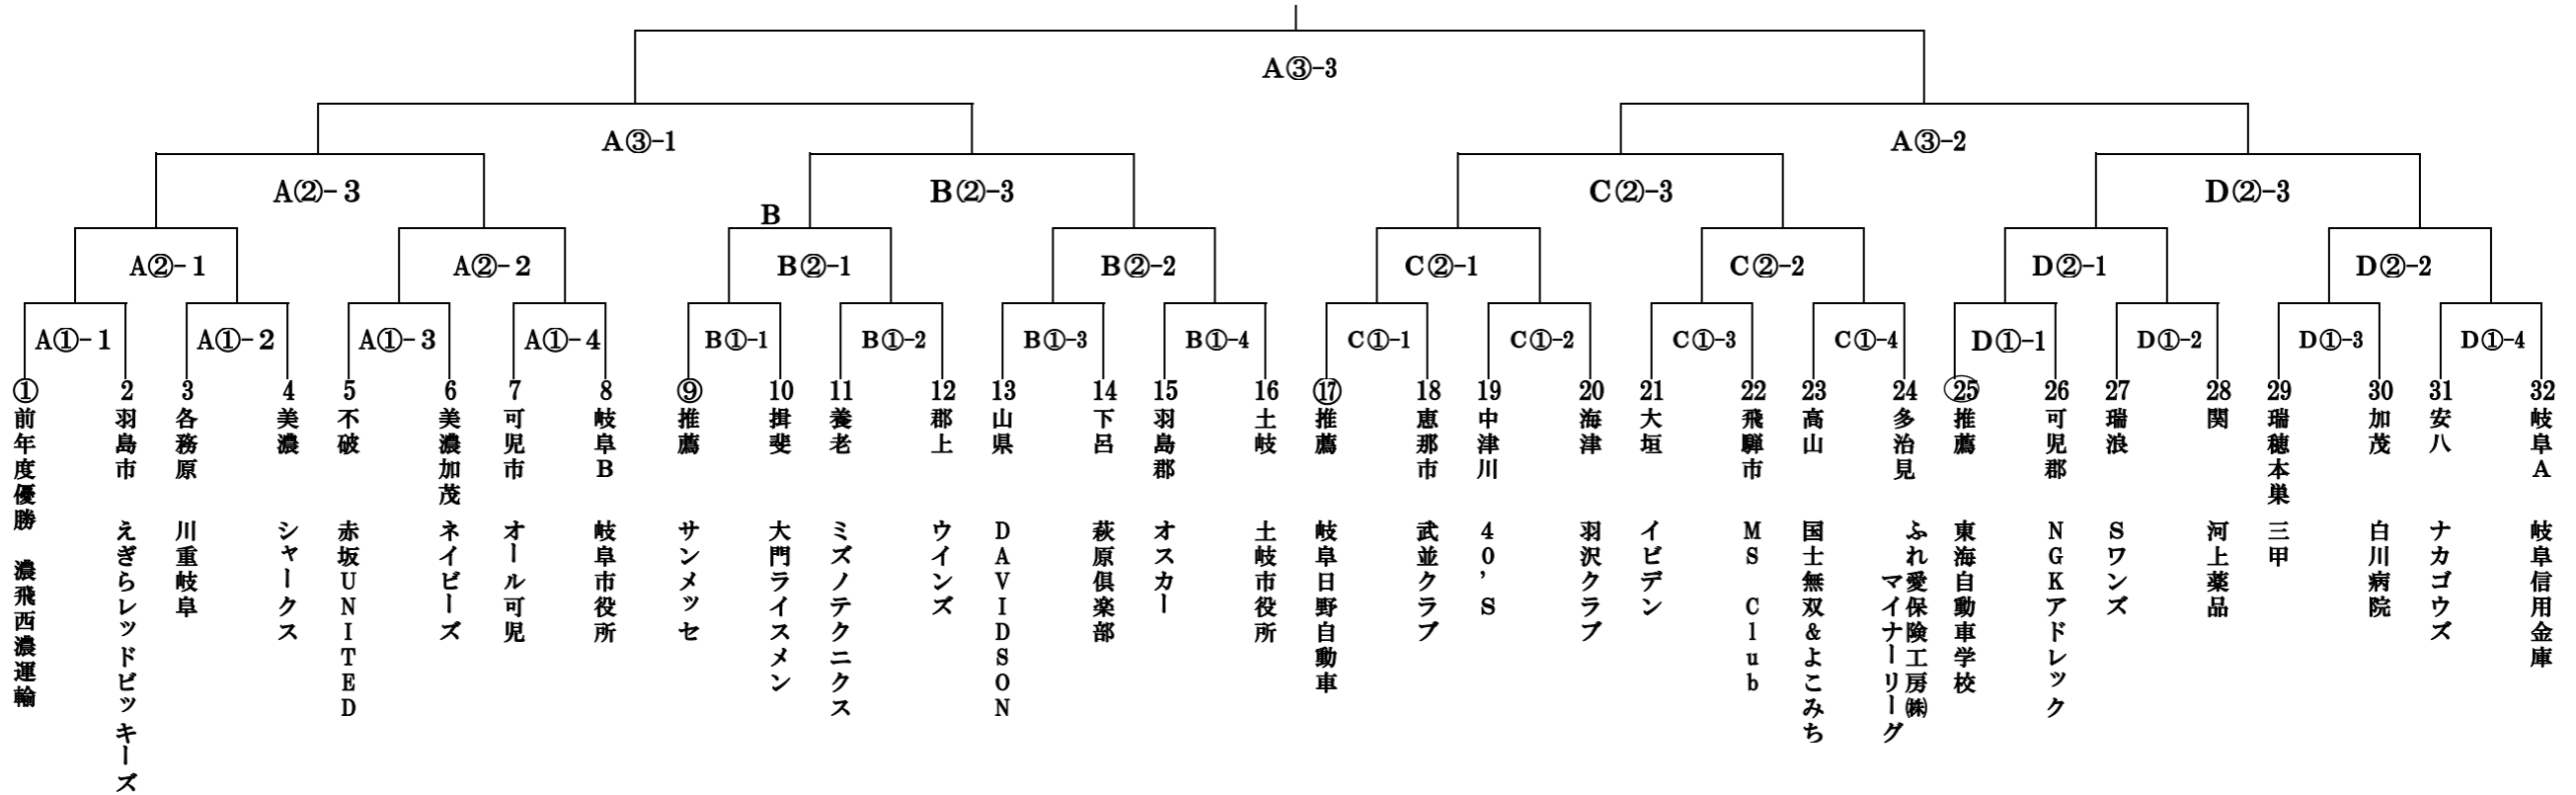 A③-3
A③-1
A③-2
A②-3
B②-3
C②-3
D②-3
B
A②-1
A②-2
B②-1
B②-2
C②-1
C②-2
D②-1
D②-2
A①-1
A①-2
A①-3
A①-4
B①-1
B①-2
B①-3
B①-4
C①-1
C①-2
C①-3
C①-4
D①-1
D①-2
D①-3
D①-4
① 前年度優勝 濃飛西濃運輸
2 羽島市 えぎらレッドビッキーズ
3 各務原 川重岐阜
4 美濃 シャークス
5 不破 赤坂UNITED
6 美濃加茂 ネイビーズ
7 可児市 オール可児
8 岐阜B 岐阜市役所
⑨ 推薦 サンメッセ
10 揖斐 大門ライスメン
11 養老 ミズノテクニクス
12 郡上 ウインズ
13 山県 DAVIDSON
14 下呂 萩原倶楽部
15 羽島郡 オスカー
16 土岐 土岐市役所
⑰ 推薦 岐阜日野自動車
18 恵那市 武並クラブ
19 中津川 40’S
20 海津 羽沢クラブ
21 大垣 イビデン
22 飛騨市 MS Club
23 高山 国士無双&よこみち
24 多治見 ふれ愛保険工房㈱
マイナーリーグ
㉕ 推薦 東海自動車学校
26 可児郡 NGKアドレック
27 瑞浪 Sワンズ
28 関 河上薬品
29 瑞穂本巣 三甲
30 加茂 白川病院
31 安八 ナカゴウズ
32 岐阜A 岐阜信用金庫